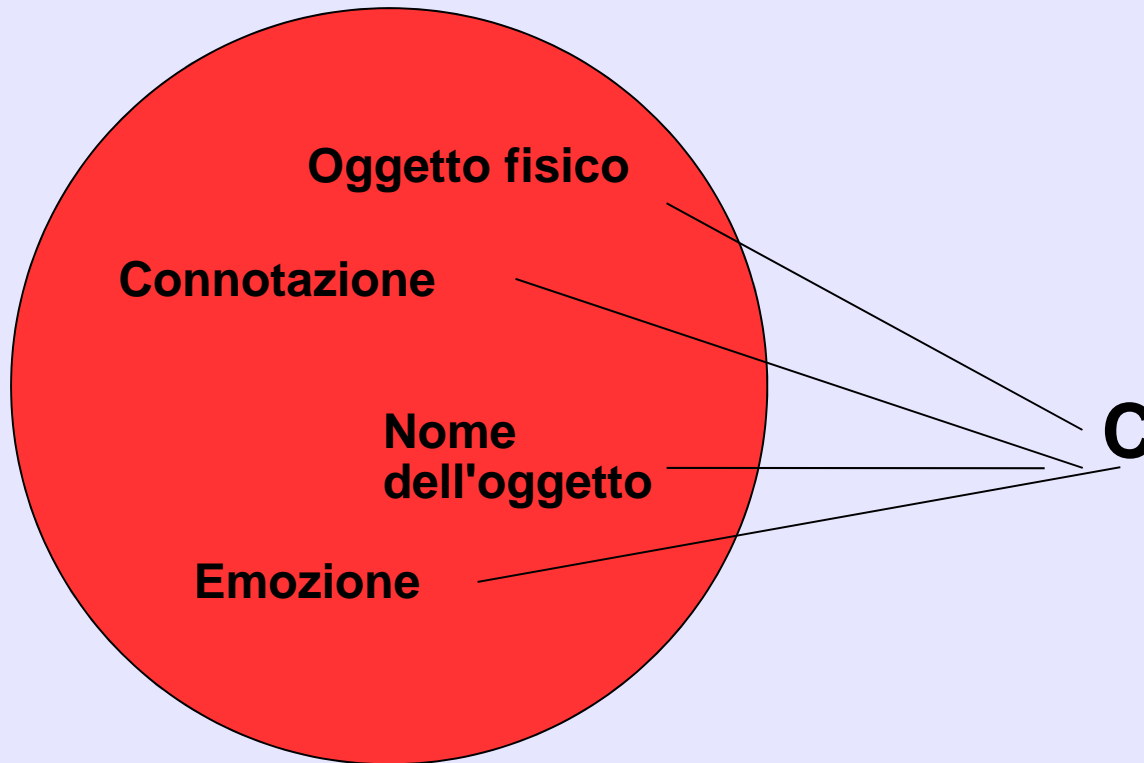 Oggetto fisico
Connotazione
Nome
dell'oggetto
C
Emozione